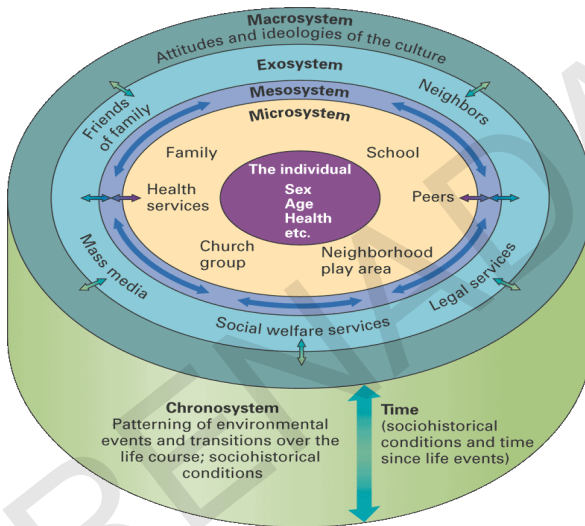 Macrosystem
Attitudes and ideologies of the culture
Exosystem
Mesosystem
Microsystem
Friends
of family
Neighbors
Family
School
The individual
Sex
Age
Health
etc.
Health
services
Peers
Church
group
Neighborhood
play area
Mass media
Legal services
Social welfare services
Chronosystem
Patterning of environmental
events and transitions over the
life course; sociohistorical
conditions
Time
(sociohistorical
conditions and time
since life events)